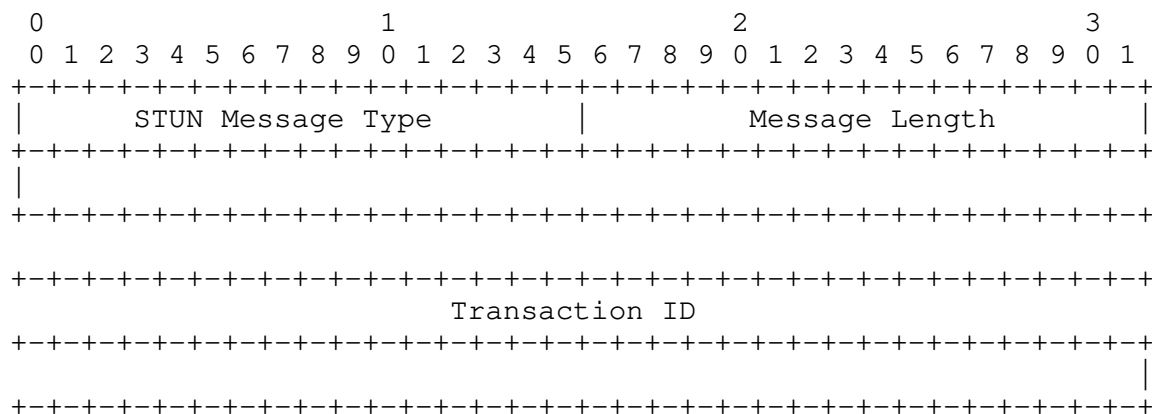 0                   1                   2                   3
 0 1 2 3 4 5 6 7 8 9 0 1 2 3 4 5 6 7 8 9 0 1 2 3 4 5 6 7 8 9 0 1
+-+-+-+-+-+-+-+-+-+-+-+-+-+-+-+-+-+-+-+-+-+-+-+-+-+-+-+-+-+-+-+-+
|      STUN Message Type        |         Message Length        |
+-+-+-+-+-+-+-+-+-+-+-+-+-+-+-+-+-+-+-+-+-+-+-+-+-+-+-+-+-+-+-+-+
|
+-+-+-+-+-+-+-+-+-+-+-+-+-+-+-+-+-+-+-+-+-+-+-+-+-+-+-+-+-+-+-+-+

+-+-+-+-+-+-+-+-+-+-+-+-+-+-+-+-+-+-+-+-+-+-+-+-+-+-+-+-+-+-+-+-+
                         Transaction ID
+-+-+-+-+-+-+-+-+-+-+-+-+-+-+-+-+-+-+-+-+-+-+-+-+-+-+-+-+-+-+-+-+
                                                                |
+-+-+-+-+-+-+-+-+-+-+-+-+-+-+-+-+-+-+-+-+-+-+-+-+-+-+-+-+-+-+-+-+